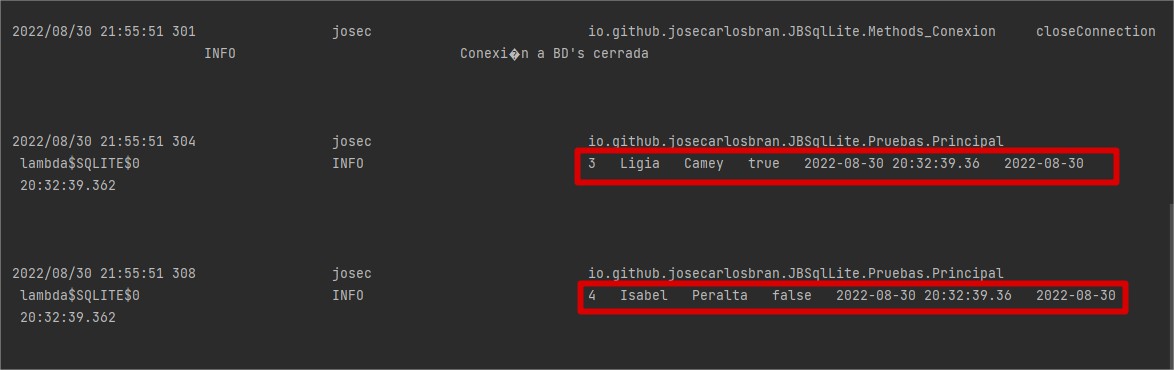 2022/08/30 21:55:51 301 josec io.github.josecarlosbran.JBSqlLite.Methods_Conexion closeConnection
INFO Conexi�n a BD's cerrada
2022/08/30 21:55:51 304 josec io.github.josecarlosbran.JBSqlLite.Pruebas.Principal
lambda$SQLITE$0 INFO 3 Ligia Camey true 2022-08-30 20:32:39.36 2022-08-30
20:32:39.362
2022/08/30 21:55:51 308 josec io.github.josecarlosbran.JBSqlLite.Pruebas.Principal
lambda$SQLITE$0 INFO 4 Isabel Peralta false 2022-08-30 20:32:39.36 2022-08-30
20:32:39.362